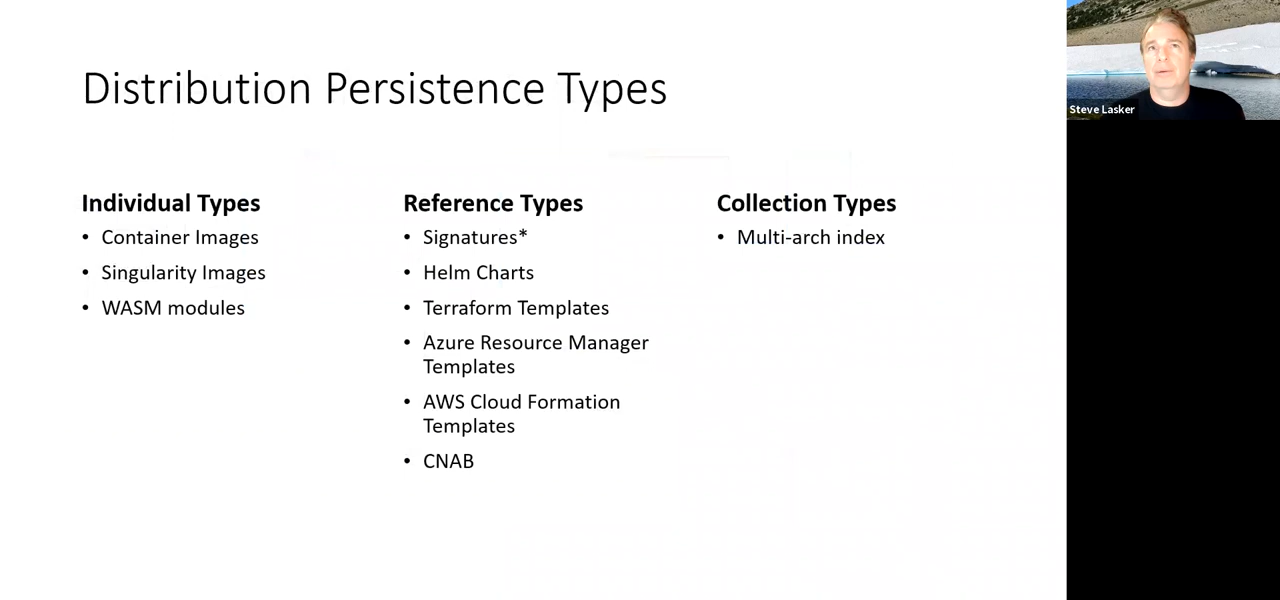 Distribution Persistence Types
Steve Lasker
Individual Types
• Container Images
• Singularity Images
• WASM modules
Reference Types
• Signatures*
• Helm Charts
• Terraform Templates
• Azure Resource Manager
Templates
• AWS Cloud Formation
Templates
• CNAB
Collection Types
• Multi-arch index